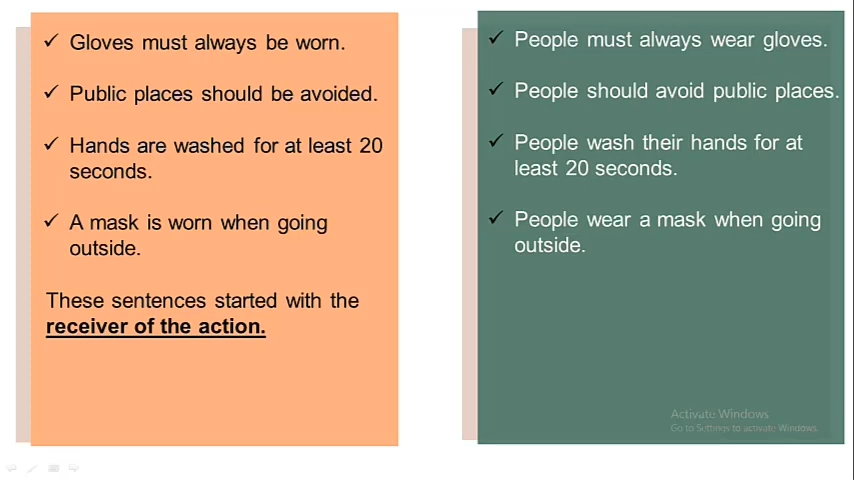 ✓ Gloves must always be worn.
✓ Public places should be avoided.
✓ Hands are washed for at least 20
seconds.
✓ A mask is worn when going
outside.
These sentences started with the
receiver of the action.
✓ People must always wear gloves.
✓ People should avoid public places.
✓ People wash their hands for at
least 20 seconds.
✓ People wear a mask when going
outside.
Activate Windows
Go to Settings to activate Windows.